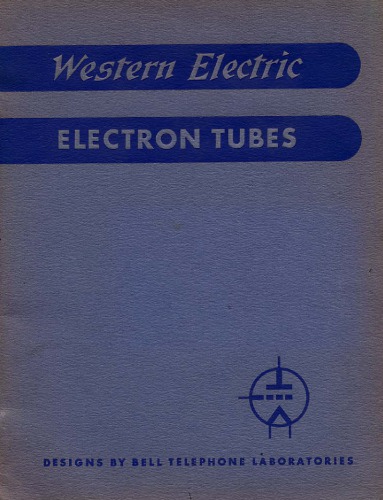 Western Electric
ELECTRON TUBES
DESIGNS BY BELL TELEPHONE LABORATORIES